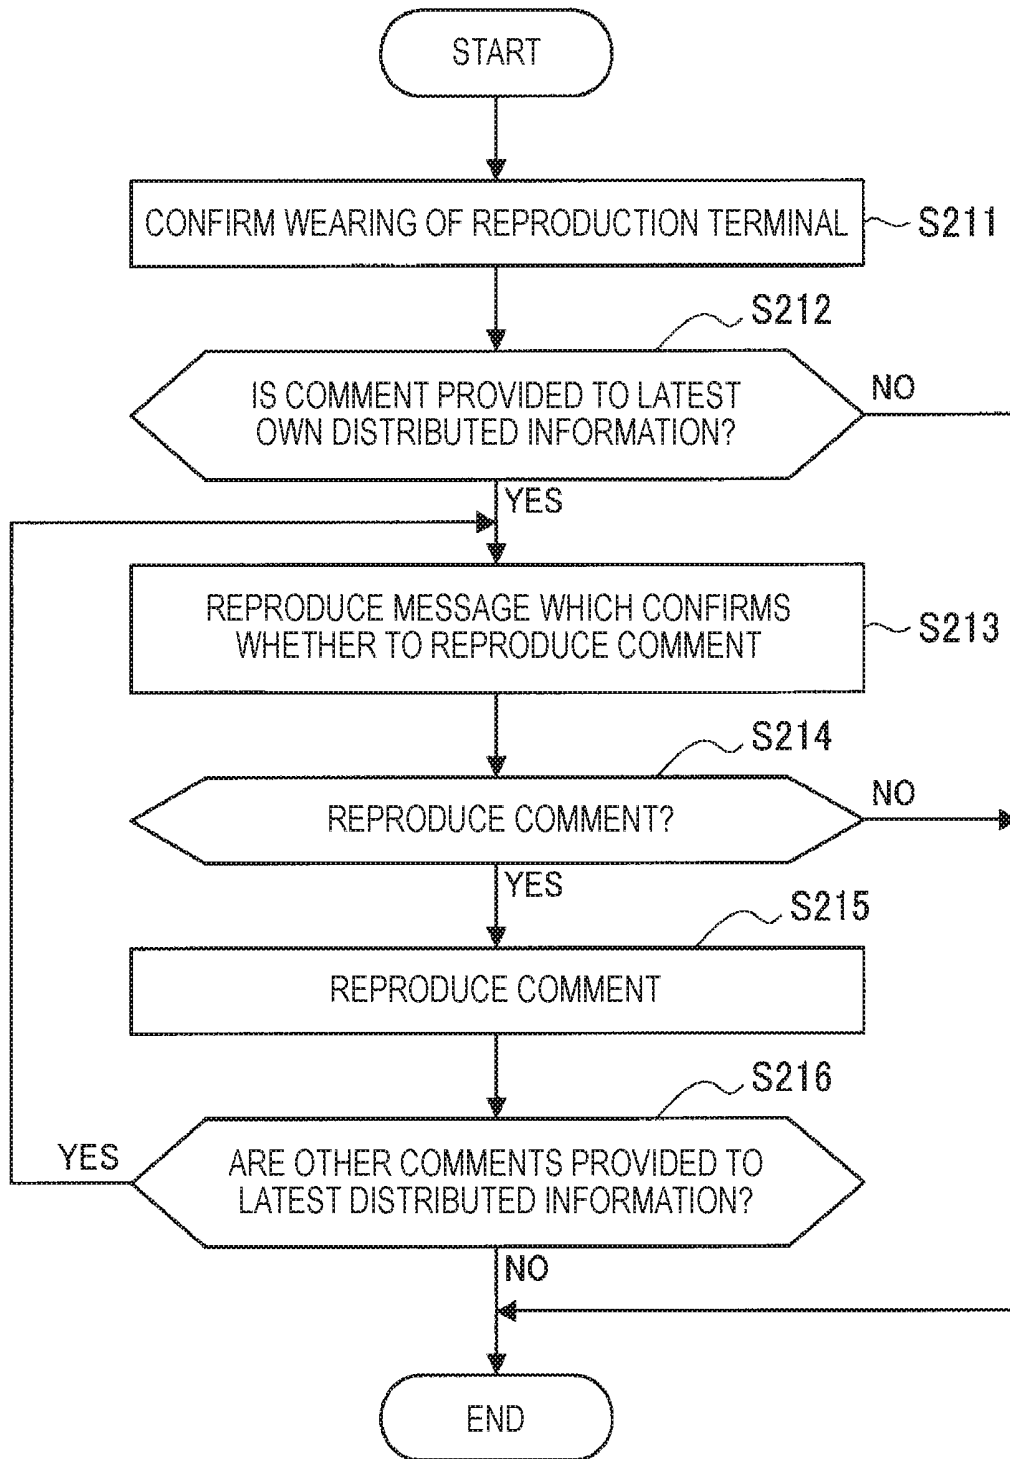 START
CONFIRM WEARING OF REPRODUCTION TERMINAL
S211
S212
IS COMMENT PROVIDED TO LATEST
OWN DISTRIBUTED INFORMATION?
NO
YES
REPRODUCE MESSAGE WHICH CONFIRMS
WHETHER TO REPRODUCE COMMENT
S213
S214
REPRODUCE COMMENT?
NO
YES
S215
REPRODUCE COMMENT
S216
YES
ARE OTHER COMMENTS PROVIDED TO
LATEST DISTRIBUTED INFORMATION?
NO
END